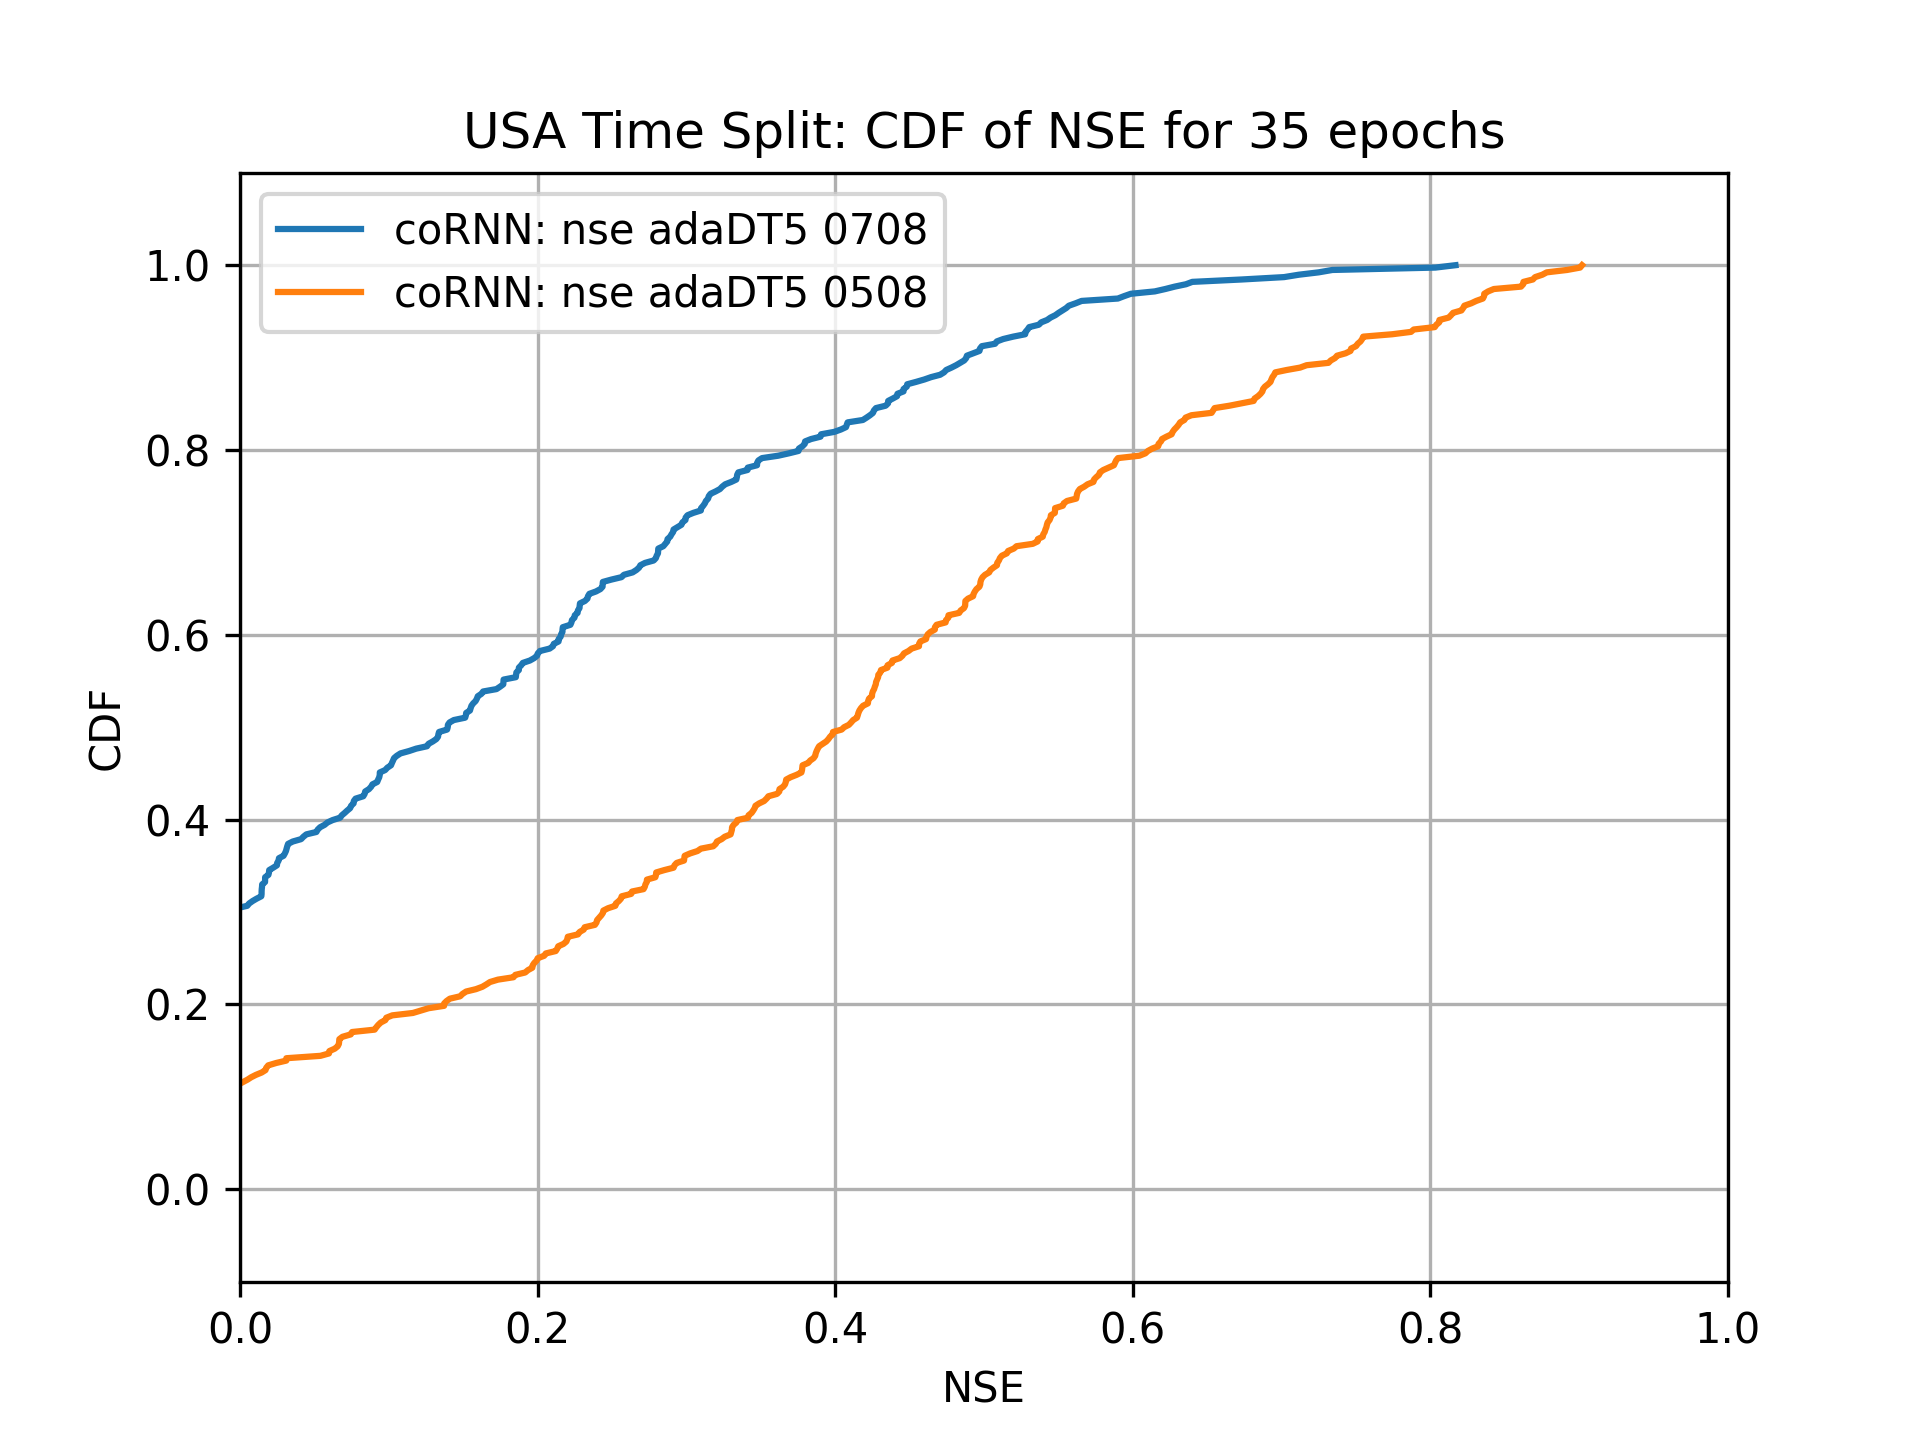 USA Time Split: CDF of NSE for 35 epochs
coRNN: nse adaDT5 0708
coRNN: nse adaDT5 0508
1.0
0.8
0.6
0.4
0.2
0.0
CDF
0.0 0.2 0.4 0.6 0.8 1.0
NSE